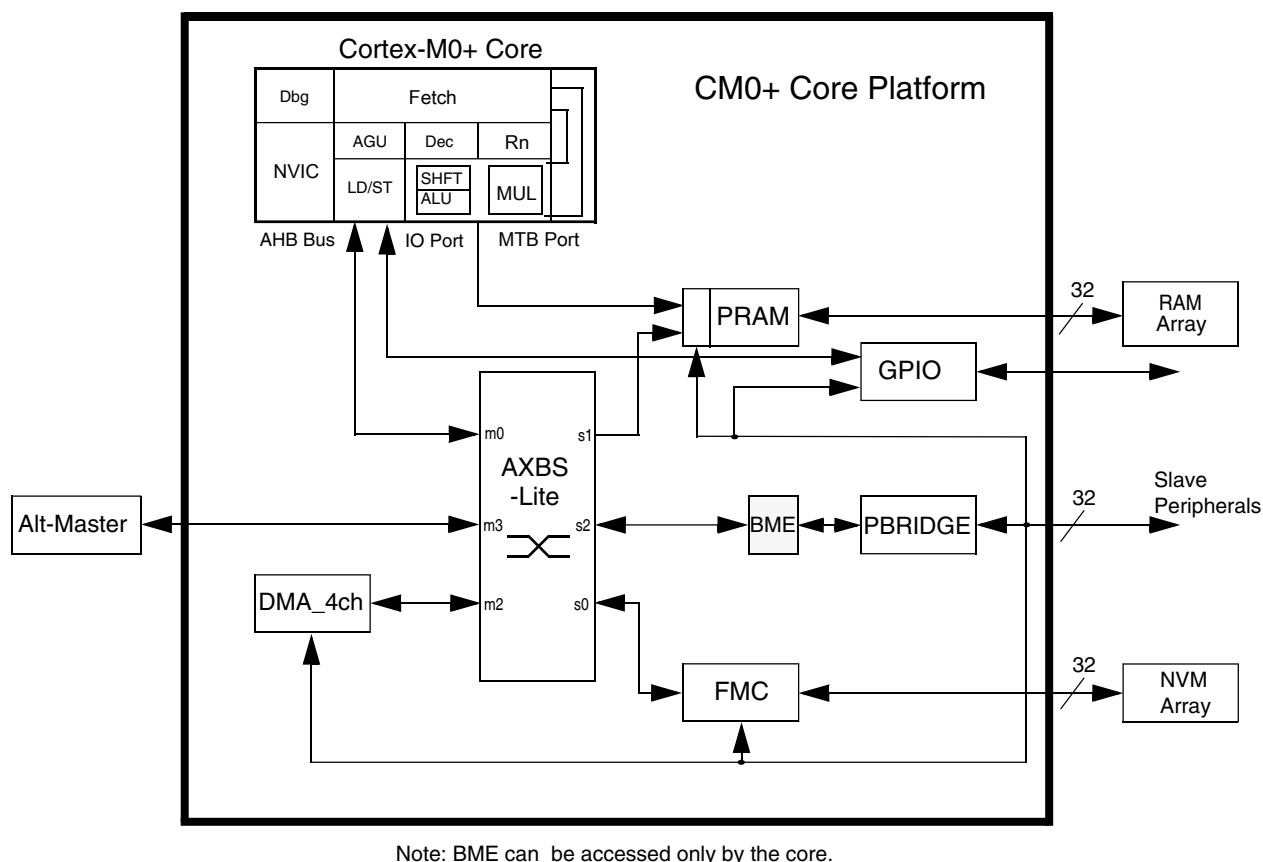 Cortex-M0+ Core
CM0+ Core Platform
Dbg
Fetch
AGU
Dec
Rn
NVIC
LD/ST
SHFT
ALU
MUL
AHB Bus
IO Port
MTB Port
PRAM
32
RAM
Array
GPIO
m0
s1
AXBS
-Lite
Alt-Master
m3
s2
BME
PBRIDGE
32
Slave
Peripherals
DMA_4ch
m2
s0
FMC
32
NVM
Array
Note: BME can be accessed only by the core.